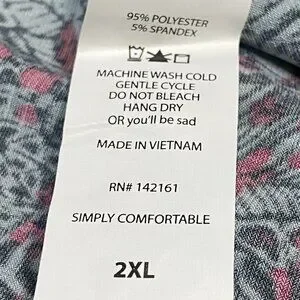 95% POLYESTER
5% SPANDEX
MACHINE WASH COLD
GENTLE CYCLE
DO NOT BLEACH
HANG DRY
OR you'll be sad
MADE IN VIETNAM
RN# 142161
SIMPLY COMFORTABLE
2XL